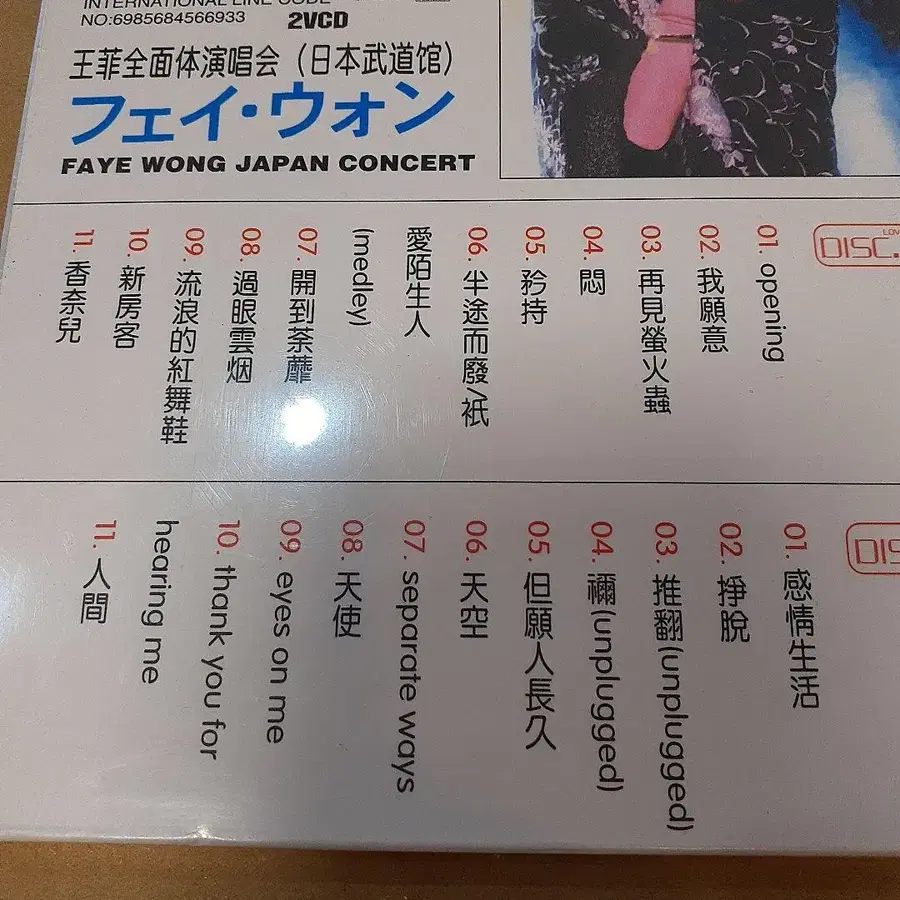 INTERNATIONAL LINE CODE
NO:6985684566933
2VCD
王菲全面体演唱会（日本武道馆）
フェイ・ウォン
FAYE WONG JAPAN CONCERT
DISC.
01. opening
02. 我願意
03. 再見螢火蟲
04. 悶
05. 矜持
06. 半途而廢/祇
愛陌生人
(medley)
07. 開到荼蘼
08. 過眼雲烟
09. 流浪的紅舞鞋
10. 新房客
11. 香奈兒
01. 感情生活
02. 掙脫
03. 推翻(unplugged)
04. 禰(unplugged)
05. 但願人長久
06. 天空
07. separate ways
08. 天使
09. eyes on me
10. thank you for
hearing me
11. 人間